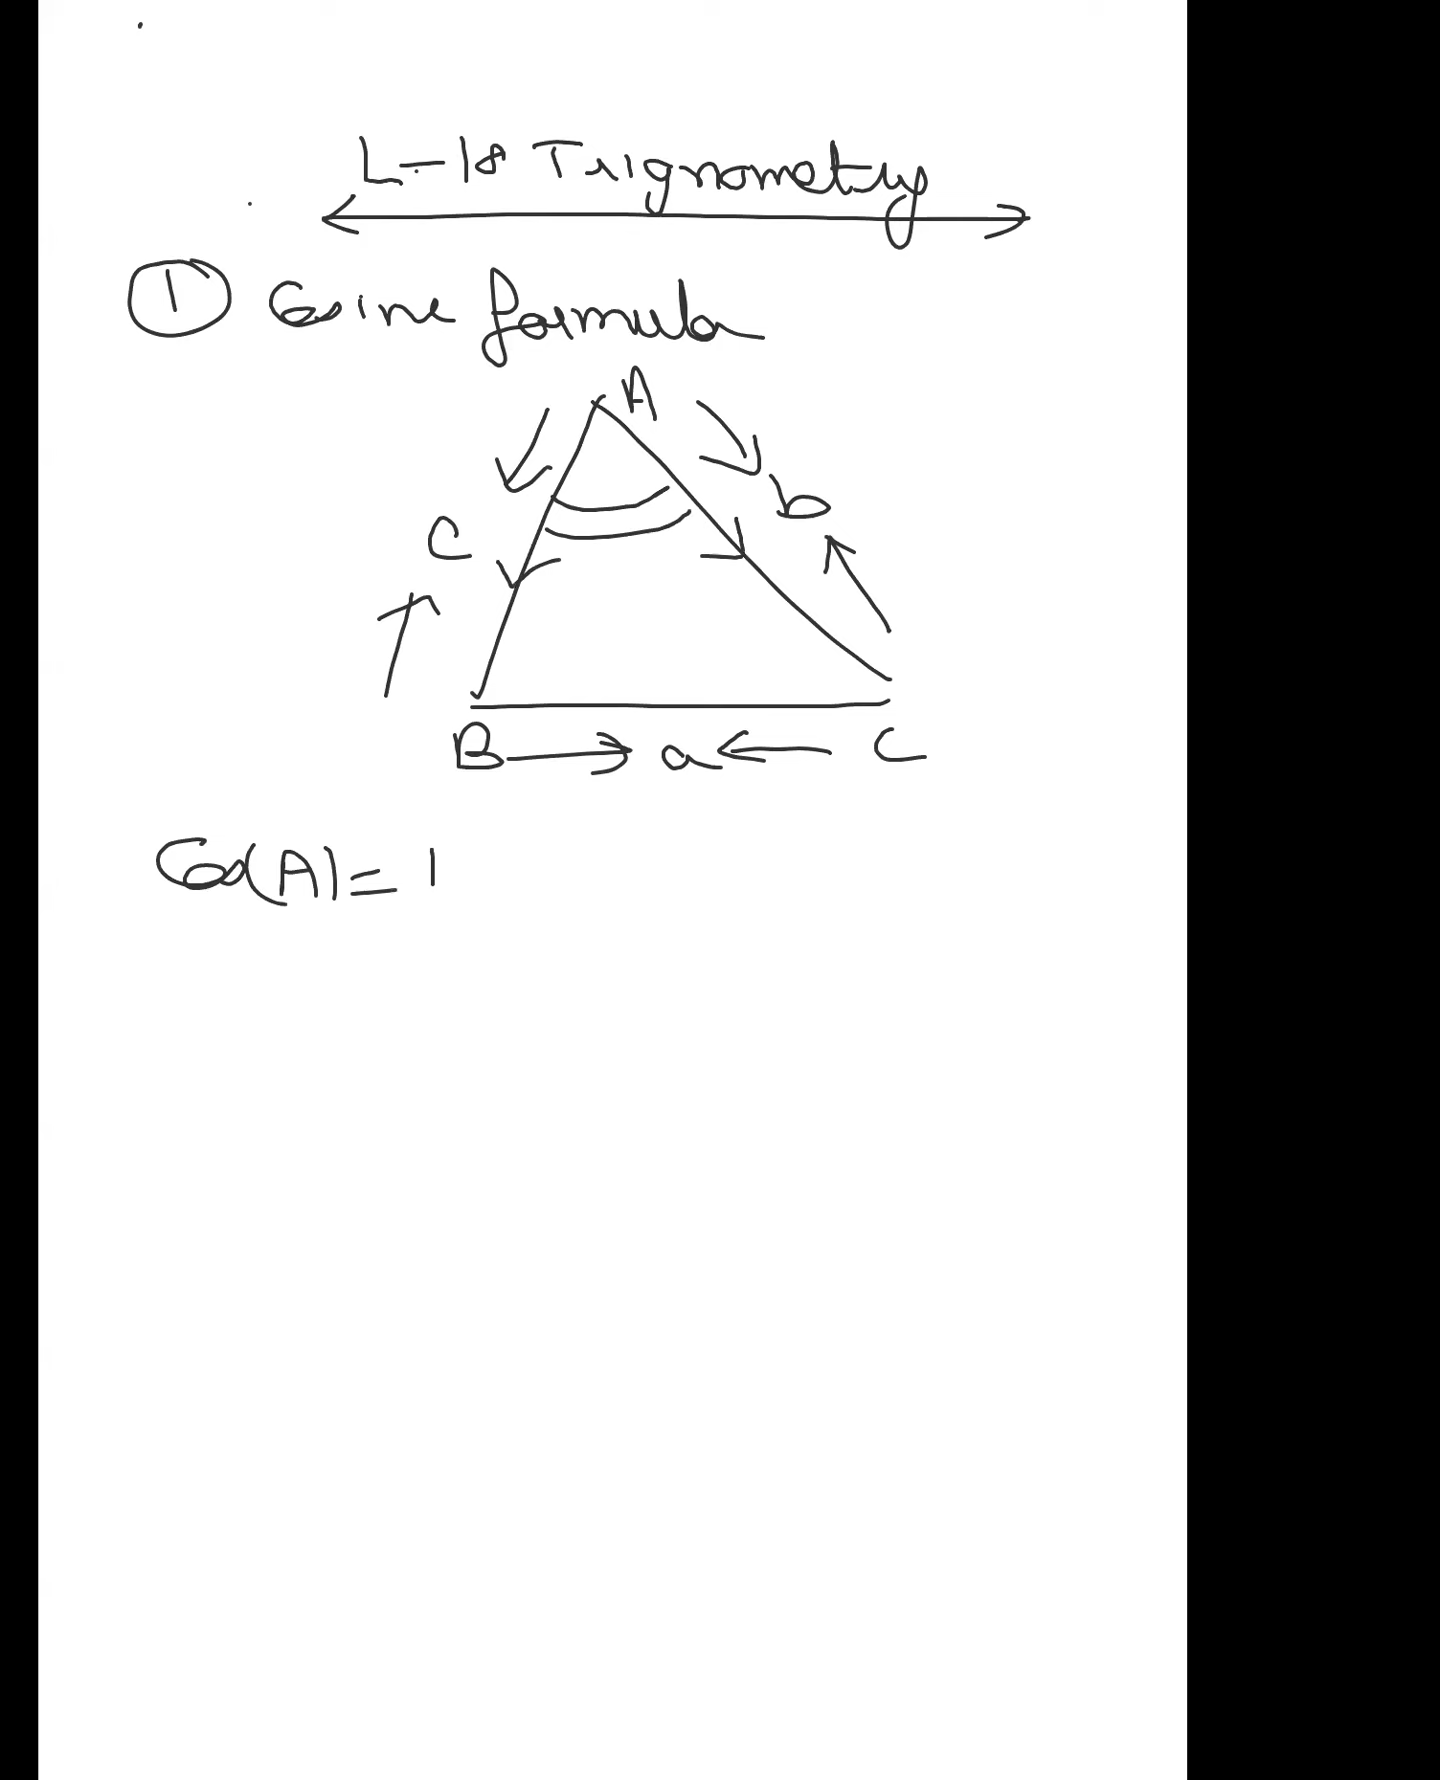 L-18 Trignometry
① Cosine formula
A
b
C
B a C
Cos(A) = 1